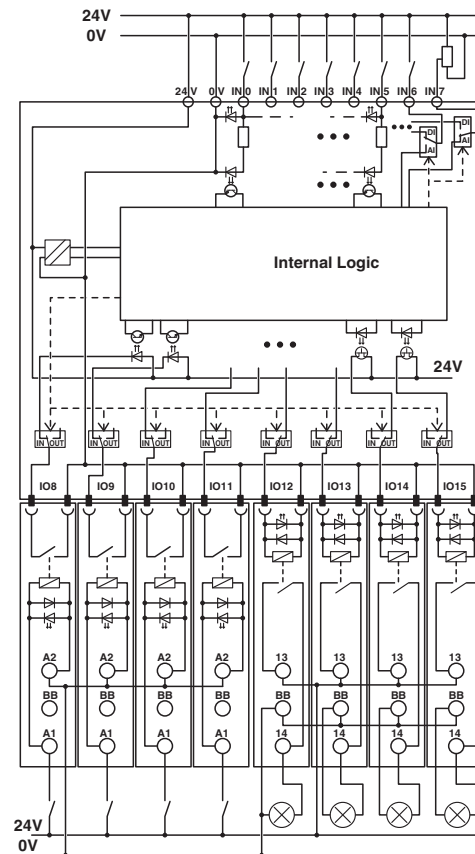 24V
0V
24 V 0 V IN 0 IN 1 IN 2 IN 3 IN 4 IN 5 IN 6 IN 7
DI
AI
DI
AI
Internal Logic
24V
IN OUT IN OUT IN OUT IN OUT IN OUT IN OUT IN OUT IN OUT
IO8 IO9 IO10 IO11 IO12 IO13 IO14 IO15
A2 A2 A2 A2 13 13 13 13
BB BB BB BB BB BB BB BB
A1 A1 A1 A1 14 14 14 14
24V
0V